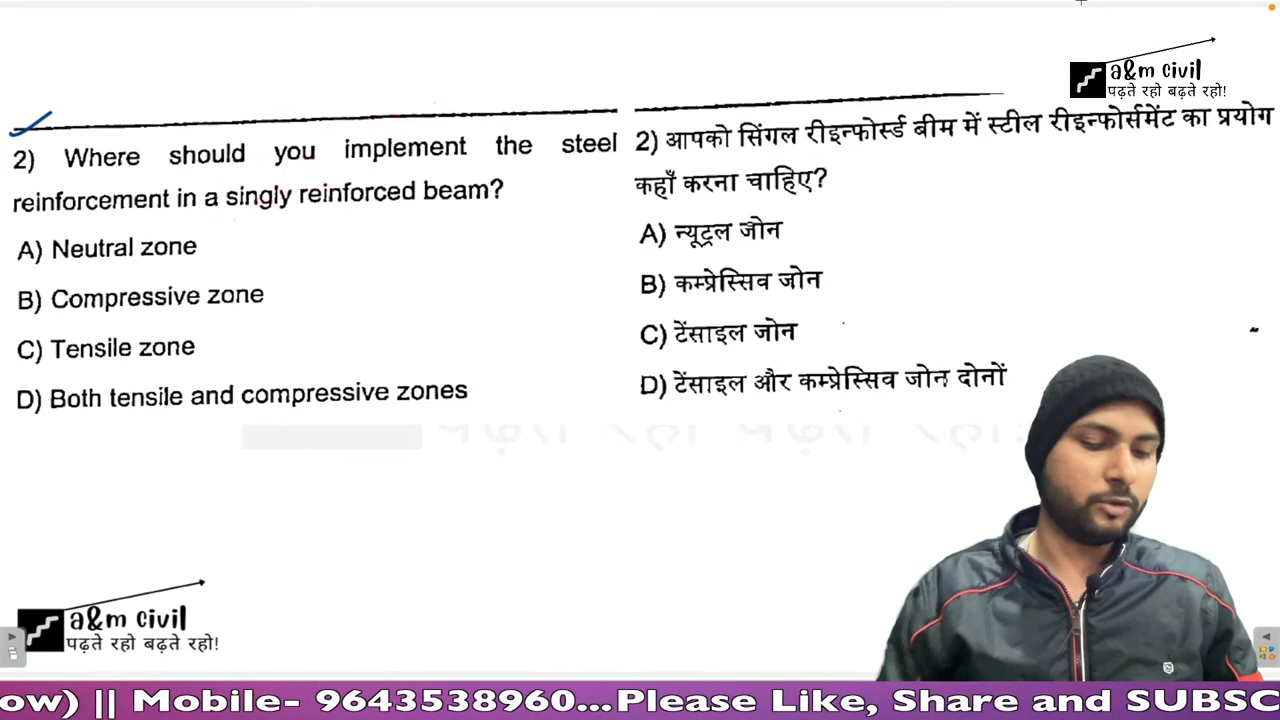 a&m civil
पढ़ते रहो बढ़ते रहो!
2) Where should you implement the steel
reinforcement in a singly reinforced beam?
A) Neutral zone
B) Compressive zone
C) Tensile zone
D) Both tensile and compressive zones
2) आपको सिंगल रीइन्फोर्स्ड बीम में स्टील रीइन्फोर्समेंट का प्रयोग
कहाँ करना चाहिए?
A) न्यूट्रल जोन
B) कम्प्रेस्सिव जोन
C) टेंसाइल जोन
D) टेंसाइल और कम्प्रेस्सिव जोन दोनों
a&m civil
पढ़ते रहो बढ़ते रहो!
ow) || Mobile- 9643538960...Please Like, Share and SUBSC